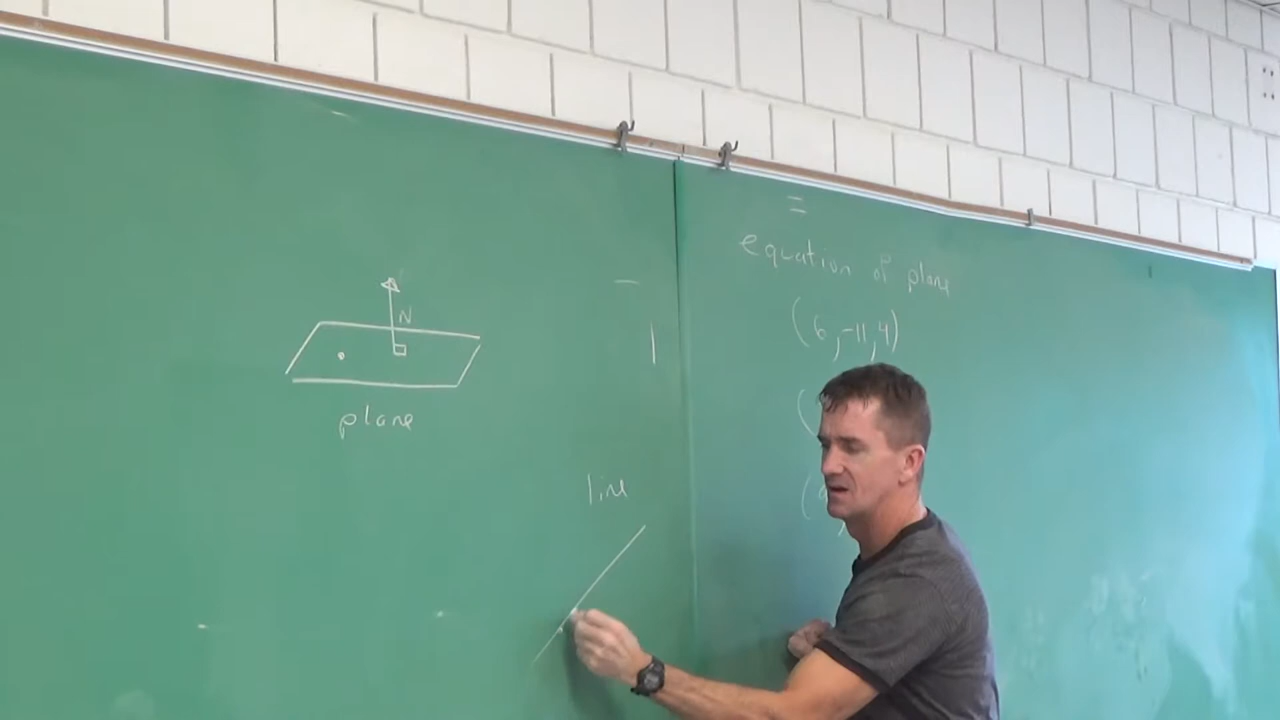 N
plane
line
=
equation of plane
(6,-11,4)
(
(